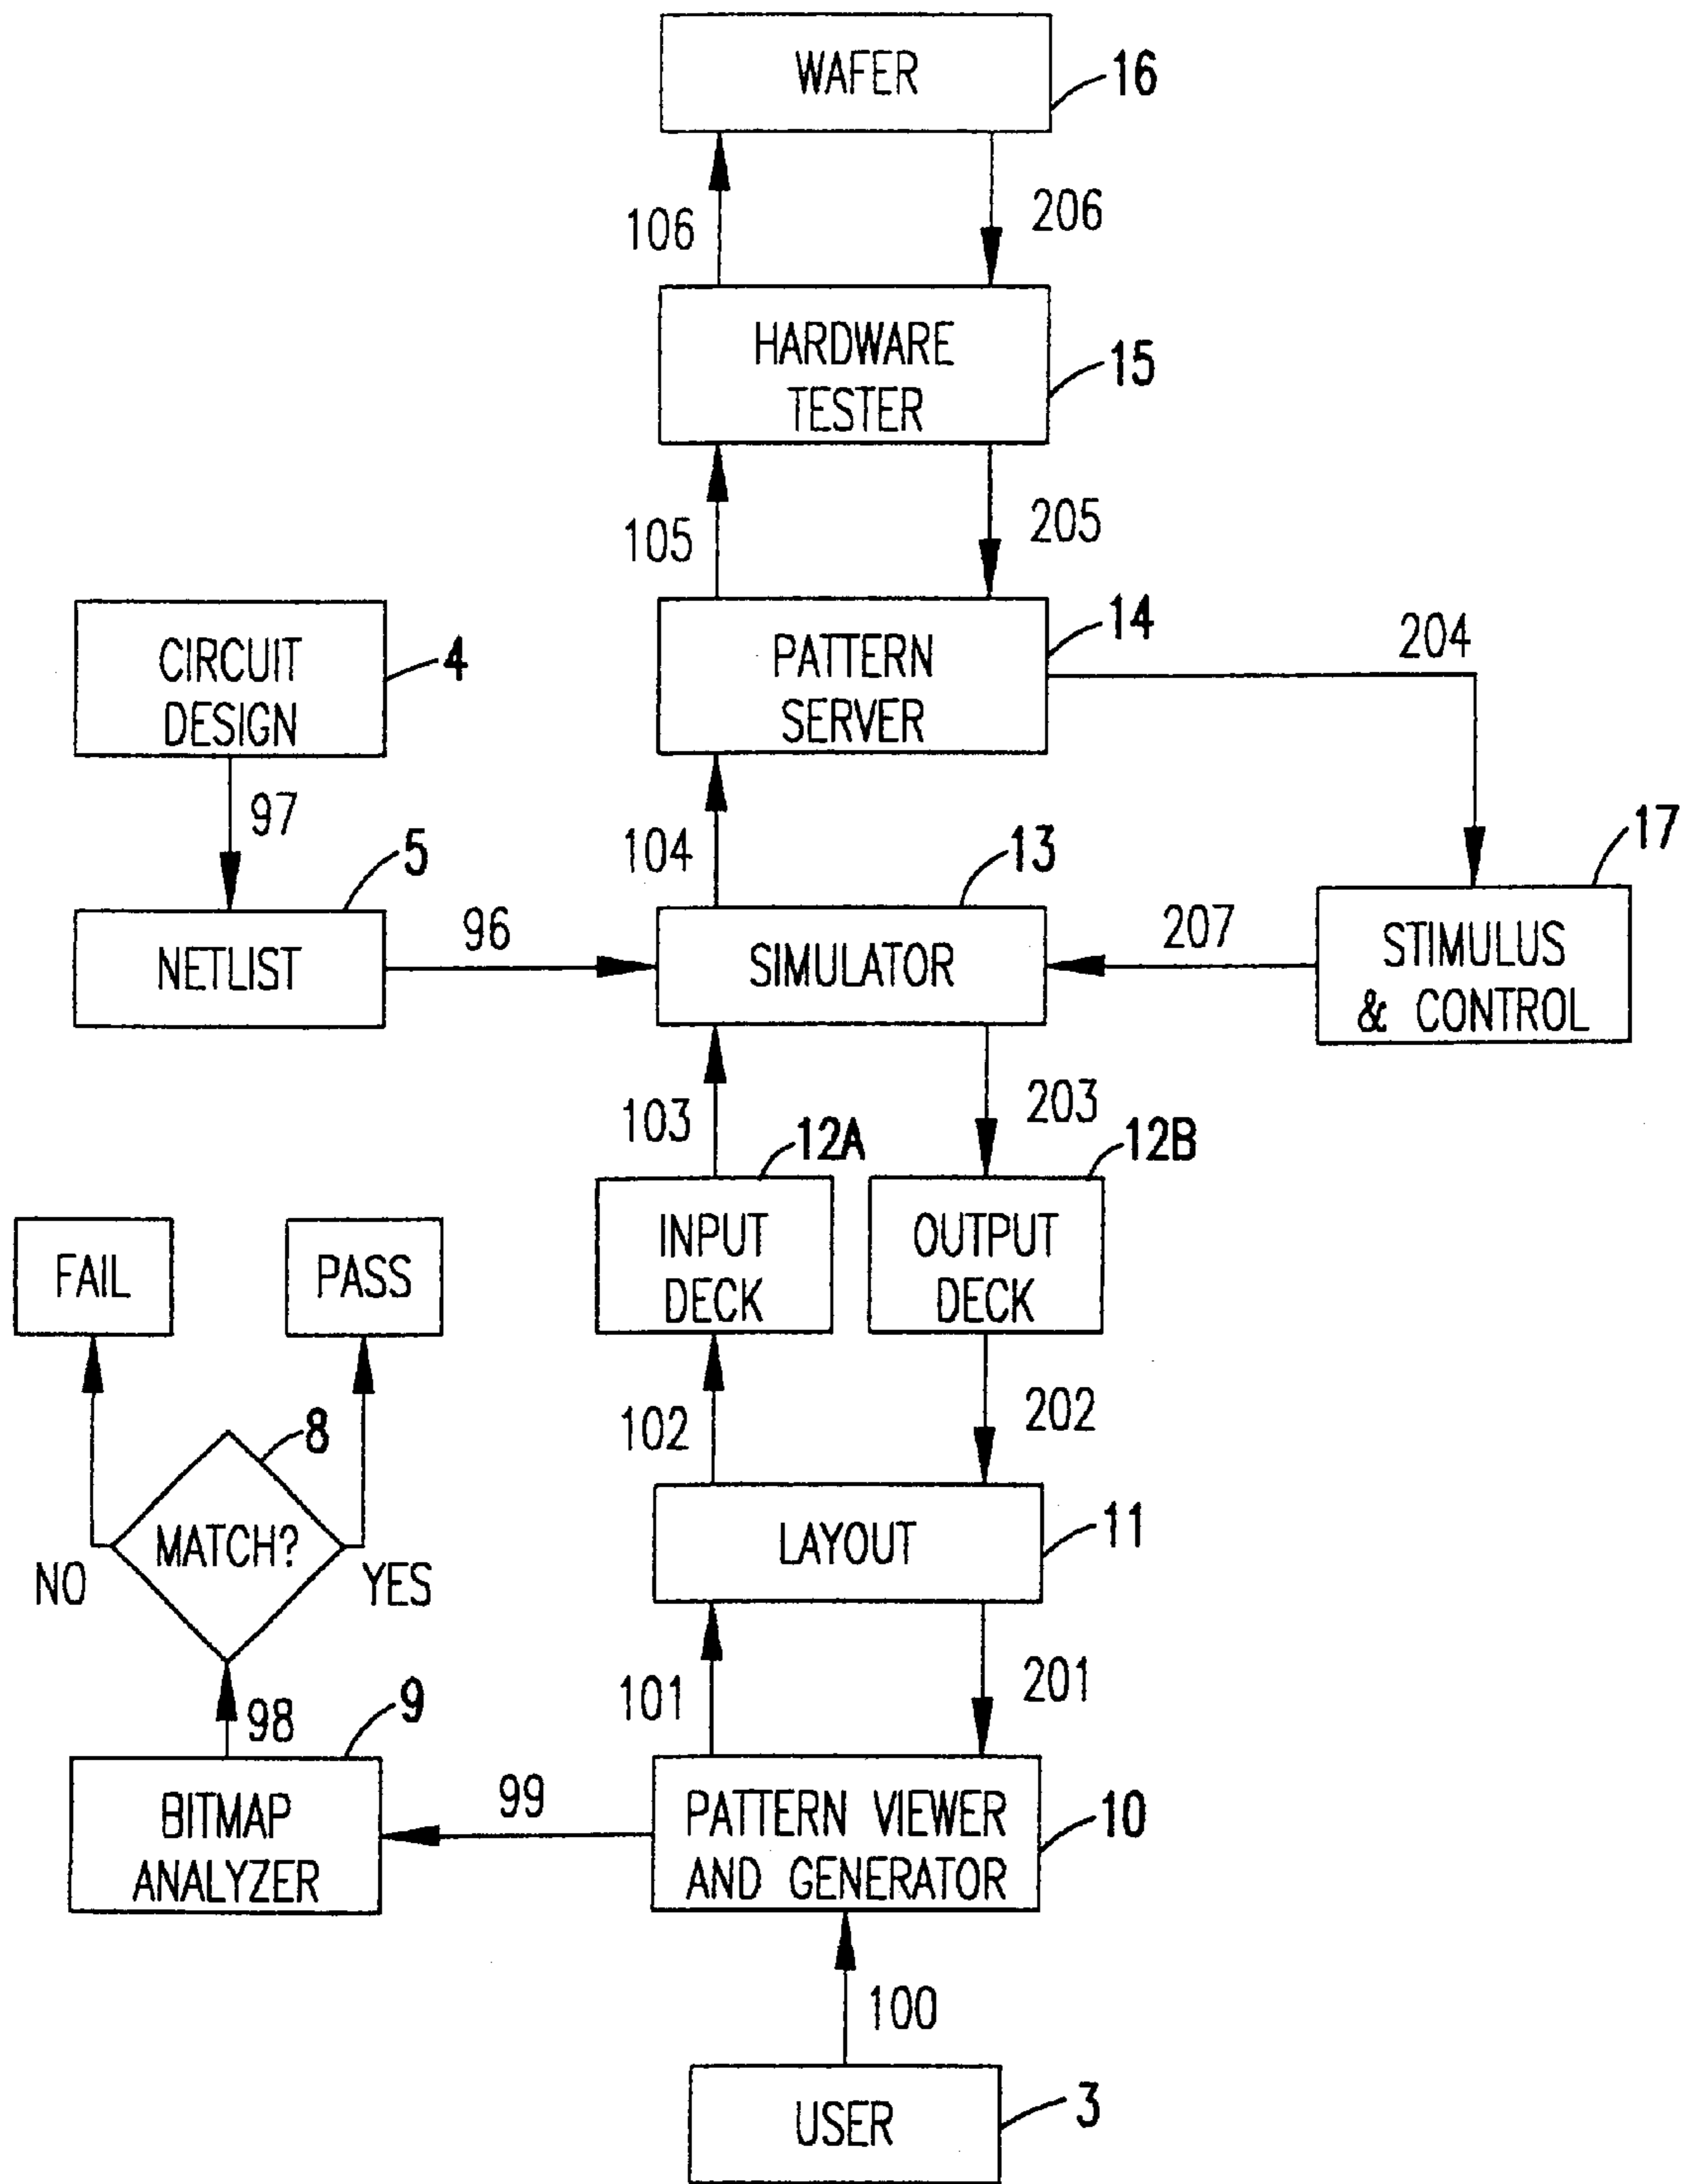 WAFER
16
106
206
HARDWARE
TESTER
15
105
205
CIRCUIT
DESIGN
4
PATTERN
SERVER
14
204
97
5
104
13
17
NETLIST
96
SIMULATOR
207
STIMULUS
& CONTROL
103
203
12A
12B
FAIL
PASS
INPUT
DECK
OUTPUT
DECK
102
202
8
MATCH?
NO
YES
LAYOUT
11
101
201
98
9
BITMAP
ANALYZER
99
PATTERN VIEWER
AND GENERATOR
10
100
USER
3